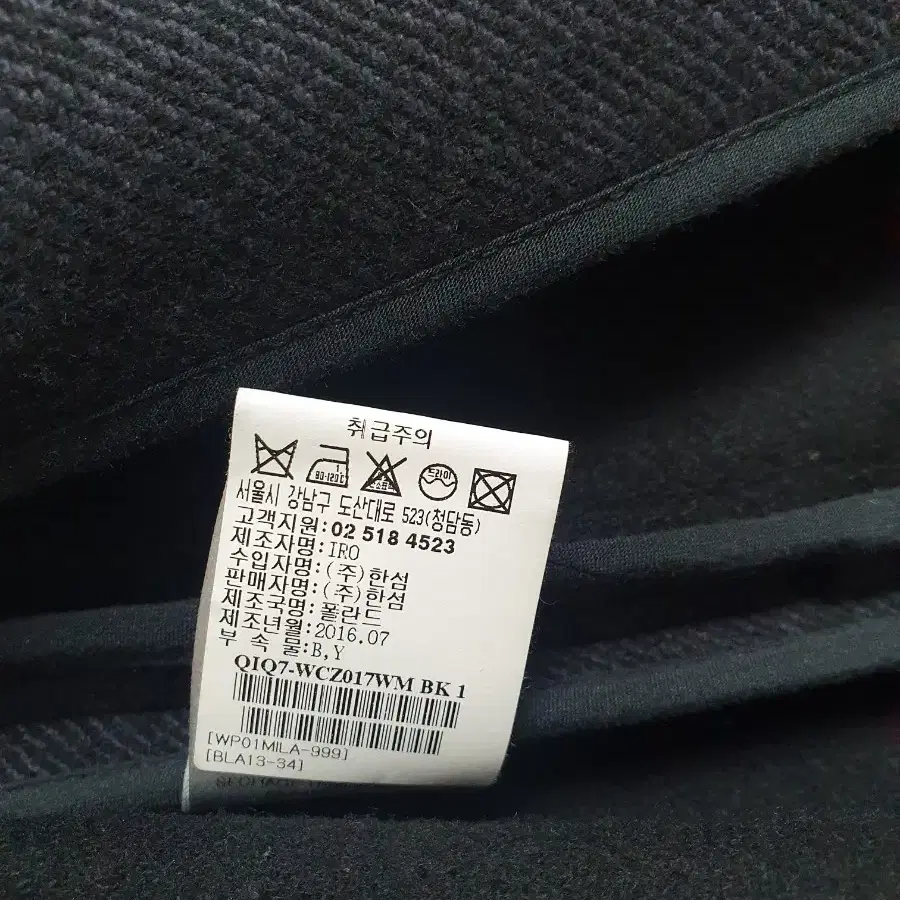 취급주의
드라이
서울시 강남구 도산대로 523(청담동)
고객지원:02 518 4523
제조자명:IRO
수입자명:(주)한섬
판매자명:(주)한섬
제조국명:폴란드
제조년월:2016.07
부 속 물:B,Y
QIQ7-WCZ017WM BK 1
[WP01MILA-999]
[BLA13-34]